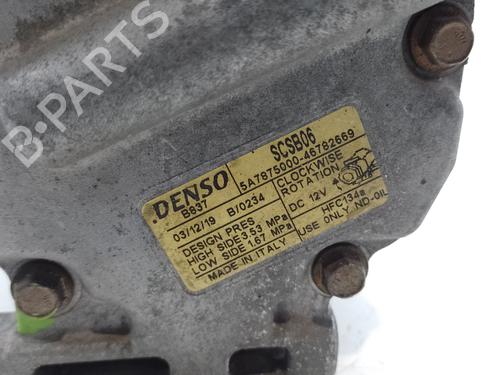 B-PARTS
DENSO
SCSB06
5A7875000-46782669
B837
CLOCKWISE
ROTATION
03/12/19 B/0234
DC 12V
DESIGN PRES
HIGH SIDE 3.53 MPa
LOW SIDE 1.67 MPa
HFC134a
USE ONLY ND-OIL
MADE IN ITALY